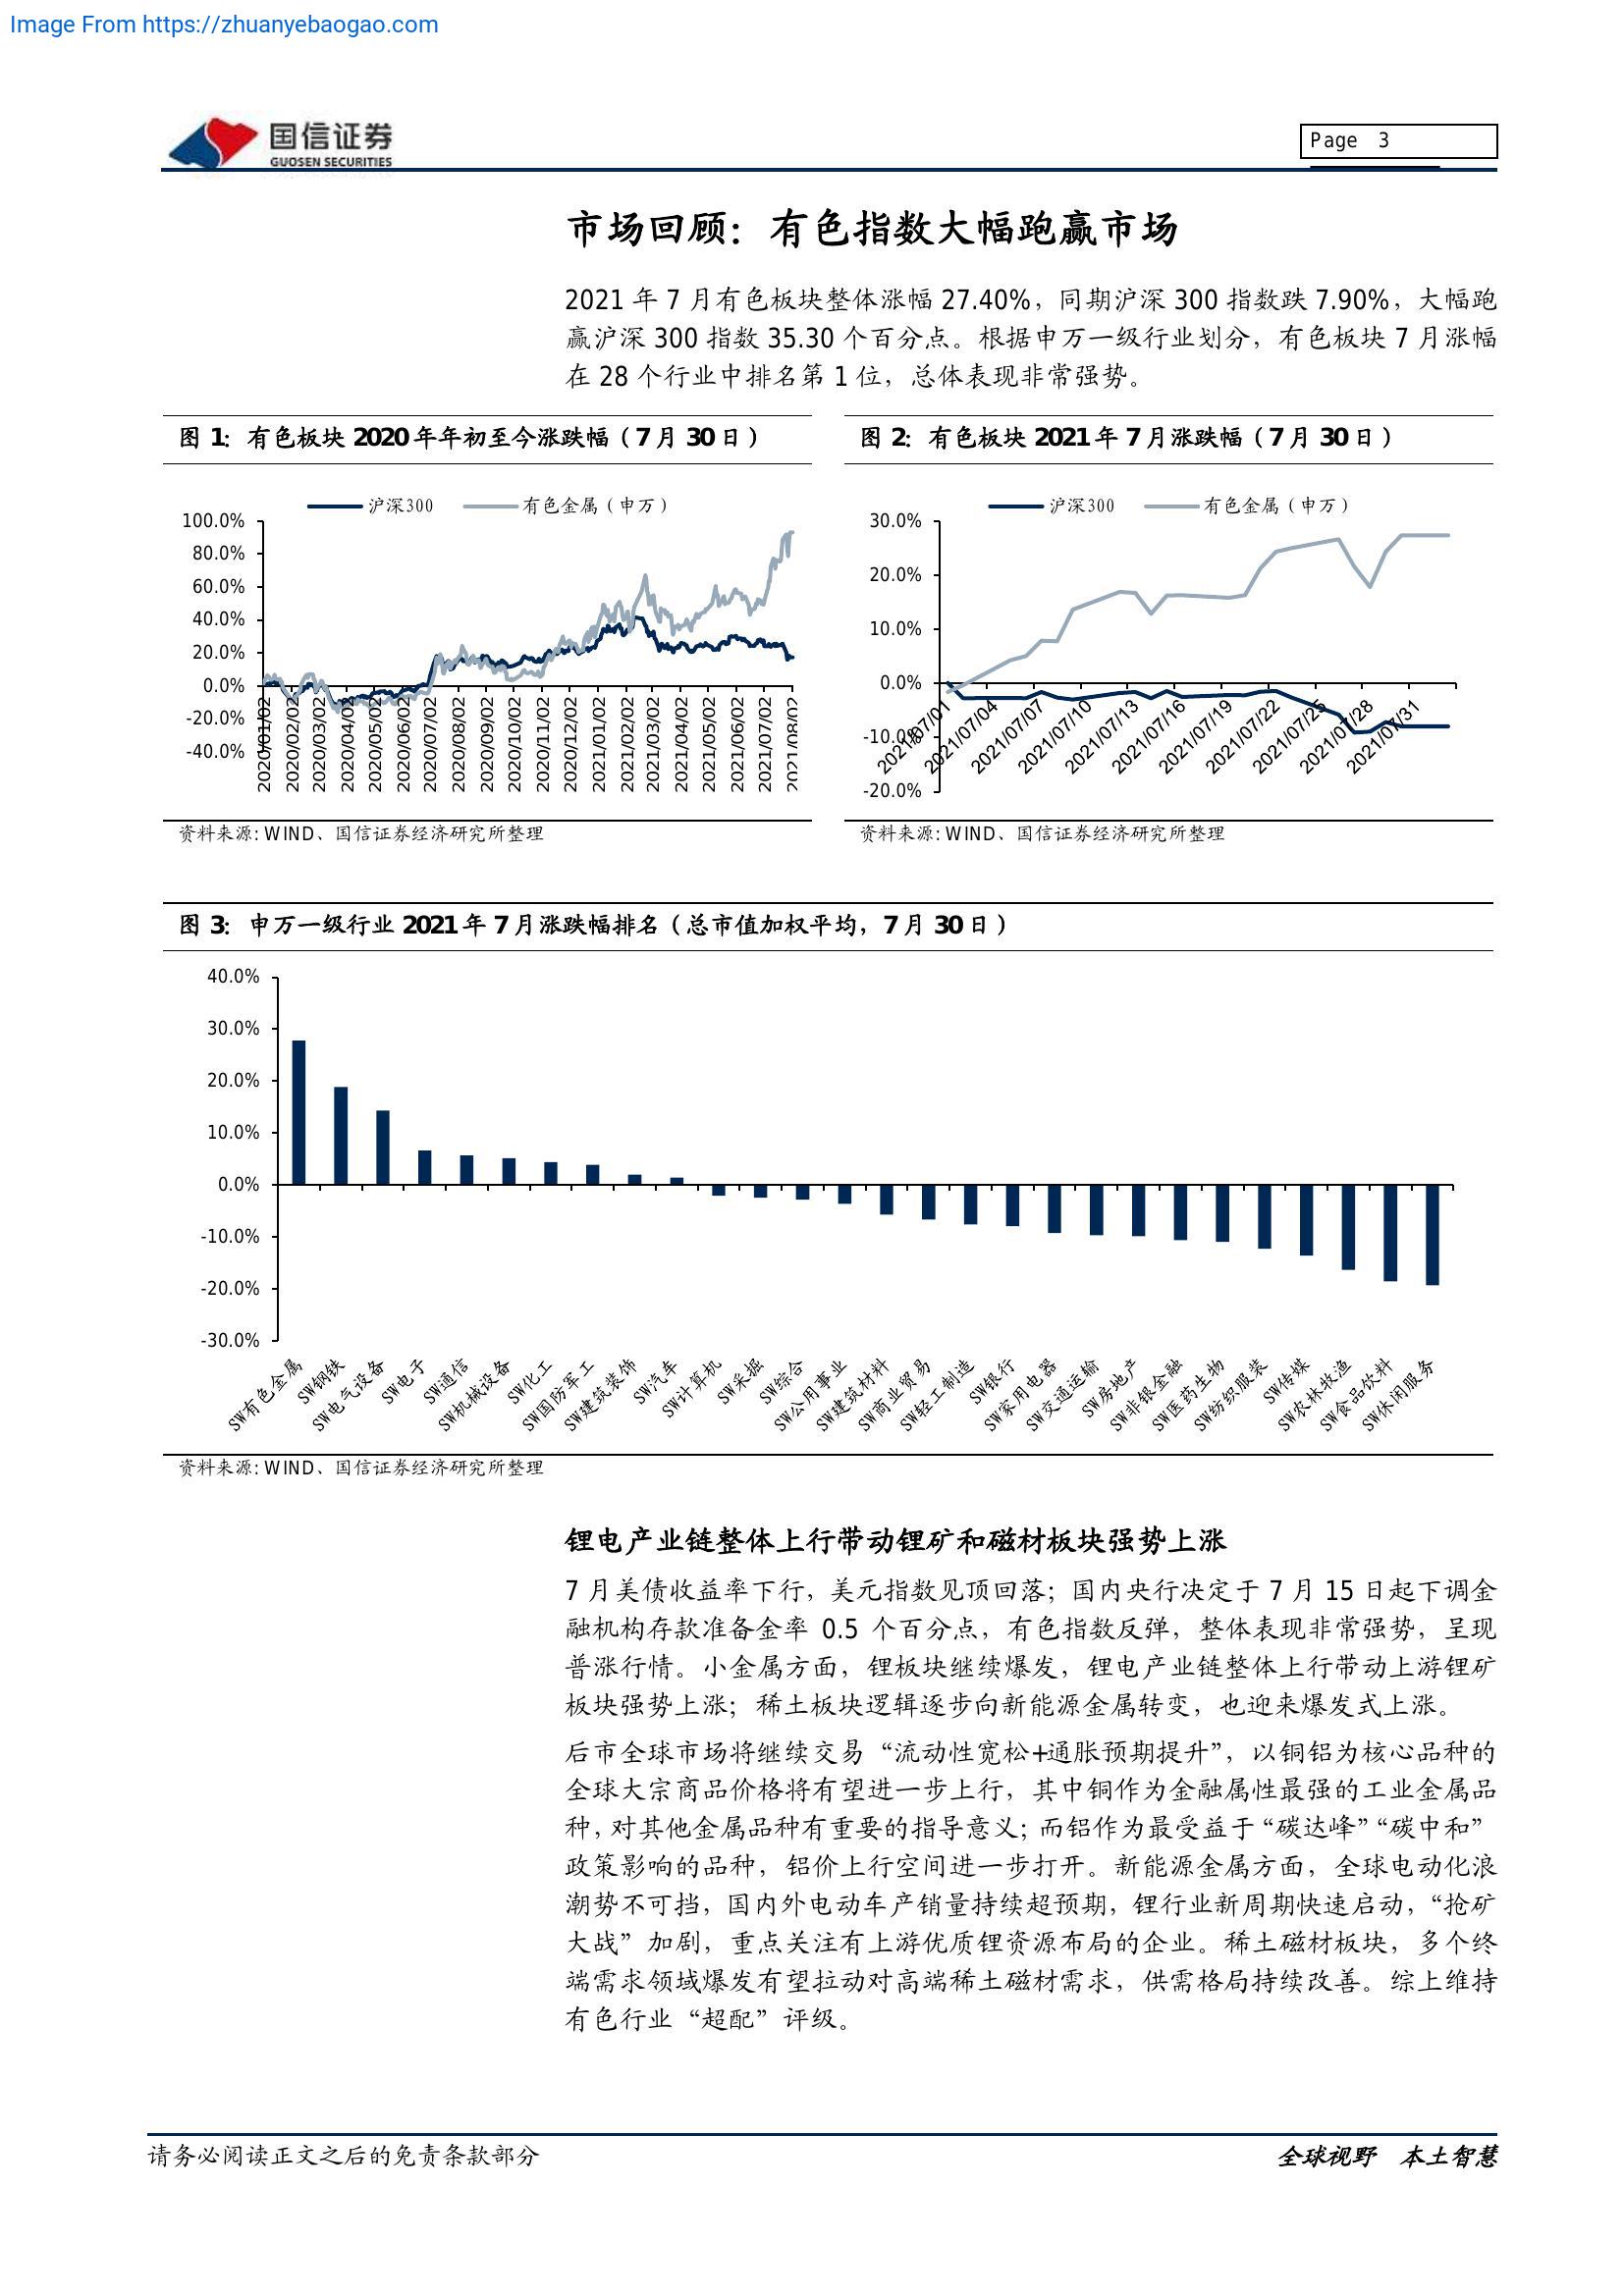 Image From https://zhuanyebaogao.com
国信证券
GUOSEN SECURITIES
Page 3
市场回顾：有色指数大幅跑赢市场
2021 年 7 月有色板块整体涨幅 27.40%，同期沪深 300 指数跌 7.90%，大幅跑
赢沪深 300 指数 35.30 个百分点。根据申万一级行业划分，有色板块 7 月涨幅
在 28 个行业中排名第 1 位，总体表现非常强势。
图 1：有色板块 2020 年年初至今涨跌幅（7 月 30 日）
沪深300
有色金属（申万）
100.0%
80.0%
60.0%
40.0%
20.0%
0.0%
-20.0%
-40.0%
2020/01/02
2020/02/02
2020/03/02
2020/04/02
2020/05/02
2020/06/02
2020/07/02
2020/08/02
2020/09/02
2020/10/02
2020/11/02
2020/12/02
2021/01/02
2021/02/02
2021/03/02
2021/04/02
2021/05/02
2021/06/02
2021/07/02
2021/08/02
资料来源: WIND、国信证券经济研究所整理
图 2：有色板块 2021 年 7 月涨跌幅（7 月 30 日）
沪深300
有色金属（申万）
30.0%
20.0%
10.0%
0.0%
-10.0%
-20.0%
2021/07/01
2021/07/04
2021/07/07
2021/07/10
2021/07/13
2021/07/16
2021/07/19
2021/07/22
2021/07/25
2021/07/28
2021/07/31
资料来源: WIND、国信证券经济研究所整理
图 3：申万一级行业 2021 年 7 月涨跌幅排名（总市值加权平均，7 月 30 日）
40.0%
30.0%
20.0%
10.0%
0.0%
-10.0%
-20.0%
-30.0%
SW有色金属
SW钢铁
SW电气设备
SW电子
SW通信
SW机械设备
SW化工
SW国防军工
SW建筑装饰
SW汽车
SW计算机
SW采掘
SW综合
SW公用事业
SW建筑材料
SW商业贸易
SW轻工制造
SW银行
SW家用电器
SW交通运输
SW房地产
SW非银金融
SW医药生物
SW纺织服装
SW传媒
SW农林牧渔
SW食品饮料
SW休闲服务
资料来源: WIND、国信证券经济研究所整理
锂电产业链整体上行带动锂矿和磁材板块强势上涨
7 月美债收益率下行，美元指数见顶回落；国内央行决定于 7 月 15 日起下调金
融机构存款准备金率 0.5 个百分点，有色指数反弹，整体表现非常强势，呈现
普涨行情。小金属方面，锂板块继续爆发，锂电产业链整体上行带动上游锂矿
板块强势上涨；稀土板块逻辑逐步向新能源金属转变，也迎来爆发式上涨。
后市全球市场将继续交易“流动性宽松+通胀预期提升”，以铜铝为核心品种的
全球大宗商品价格将有望进一步上行，其中铜作为金融属性最强的工业金属品
种，对其他金属品种有重要的指导意义；而铝作为最受益于“碳达峰”“碳中和”
政策影响的品种，铝价上行空间进一步打开。新能源金属方面，全球电动化浪
潮势不可挡，国内外电动车产销量持续超预期，锂行业新周期快速启动，“抢矿
大战”加剧，重点关注有上游优质锂资源布局的企业。稀土磁材板块，多个终
端需求领域爆发有望拉动对高端稀土磁材需求，供需格局持续改善。综上维持
有色行业“超配”评级。
请务必阅读正文之后的免责条款部分
全球视野 本土智慧